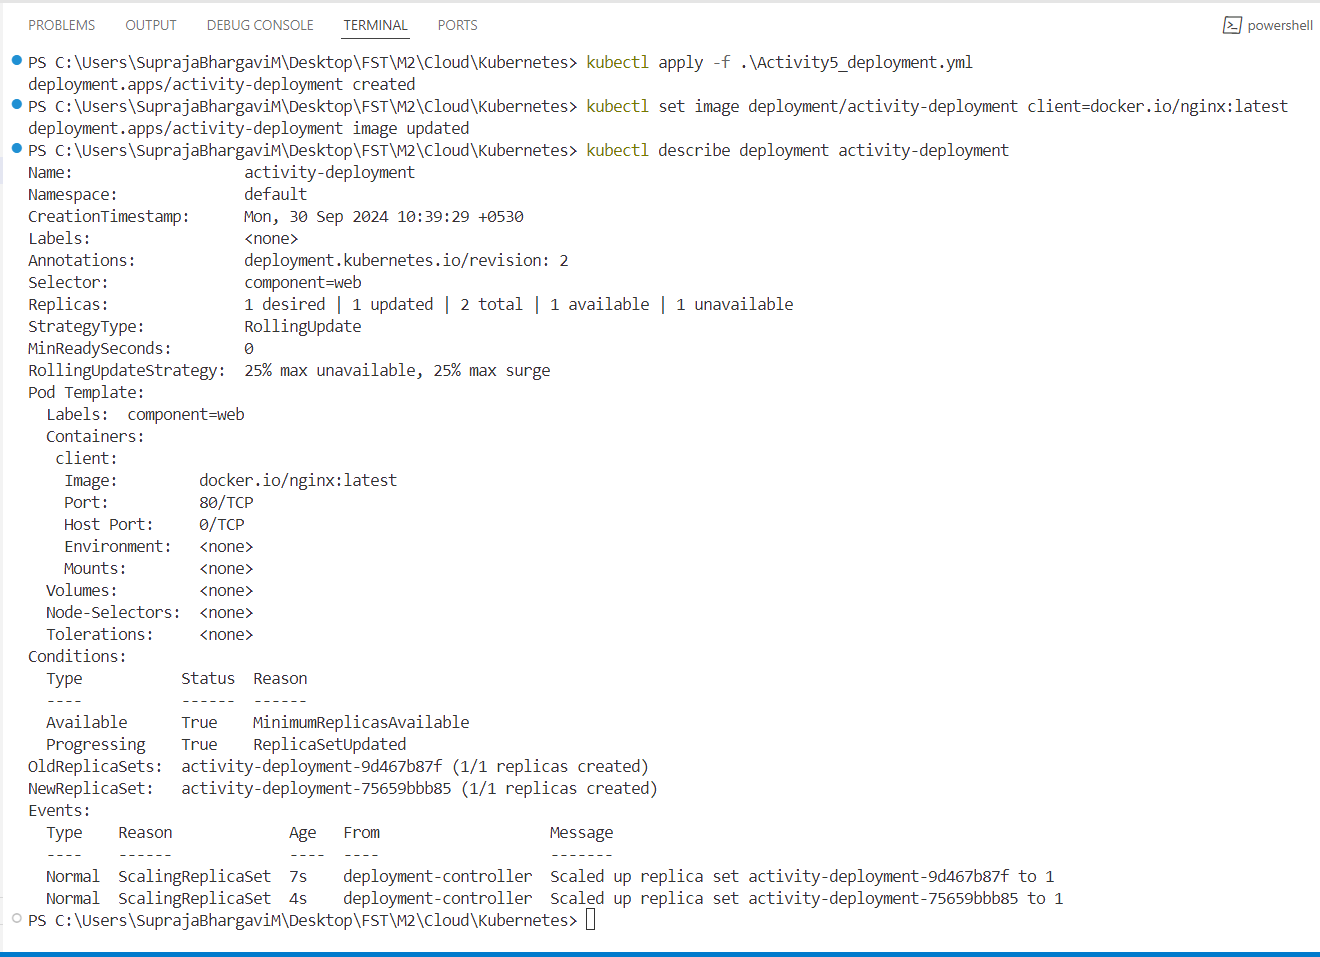 PROBLEMS OUTPUT DEBUG CONSOLE TERMINAL PORTS powershell
PS C:\Users\SuprajaBhargaviM\Desktop\FST\M2\Cloud\Kubernetes> kubectl apply -f .\Activity5_deployment.yml
deployment.apps/activity-deployment created
PS C:\Users\SuprajaBhargaviM\Desktop\FST\M2\Cloud\Kubernetes> kubectl set image deployment/activity-deployment client=docker.io/nginx:latest
deployment.apps/activity-deployment image updated
PS C:\Users\SuprajaBhargaviM\Desktop\FST\M2\Cloud\Kubernetes> kubectl describe deployment activity-deployment
Name:                   activity-deployment
Namespace:              default
CreationTimestamp:      Mon, 30 Sep 2024 10:39:29 +0530
Labels:                 <none>
Annotations:            deployment.kubernetes.io/revision: 2
Selector:               component=web
Replicas:               1 desired | 1 updated | 2 total | 1 available | 1 unavailable
StrategyType:           RollingUpdate
MinReadySeconds:        0
RollingUpdateStrategy:  25% max unavailable, 25% max surge
Pod Template:
  Labels:  component=web
  Containers:
   client:
    Image:         docker.io/nginx:latest
    Port:          80/TCP
    Host Port:     0/TCP
    Environment:   <none>
    Mounts:        <none>
  Volumes:         <none>
  Node-Selectors:  <none>
  Tolerations:     <none>
Conditions:
  Type           Status  Reason
  ----           ------  ------
  Available      True    MinimumReplicasAvailable
  Progressing    True    ReplicaSetUpdated
OldReplicaSets:  activity-deployment-9d467b87f (1/1 replicas created)
NewReplicaSet:   activity-deployment-75659bbb85 (1/1 replicas created)
Events:
  Type    Reason             Age   From                   Message
  ----    ------             ----  ----                   -------
  Normal  ScalingReplicaSet  7s    deployment-controller  Scaled up replica set activity-deployment-9d467b87f to 1
  Normal  ScalingReplicaSet  4s    deployment-controller  Scaled up replica set activity-deployment-75659bbb85 to 1
PS C:\Users\SuprajaBhargaviM\Desktop\FST\M2\Cloud\Kubernetes>